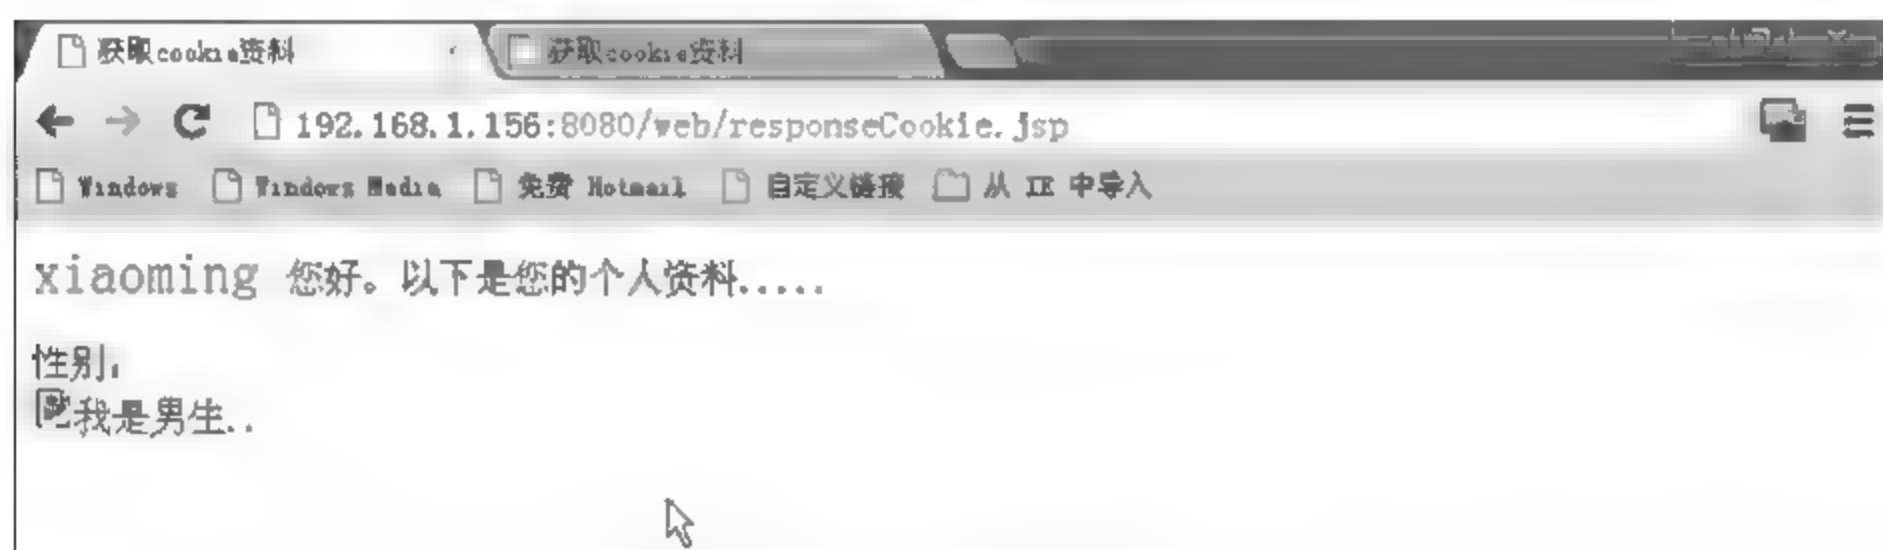 获取cookie资料 获取cookie资料
192.168.1.156:8080/web/responseCookie.jsp
Windows Windows Media 免费 Hotmail 自定义链接 从 IE 中导入
xiaoming 您好。以下是您的个人资料.....
性别:
我是男生..